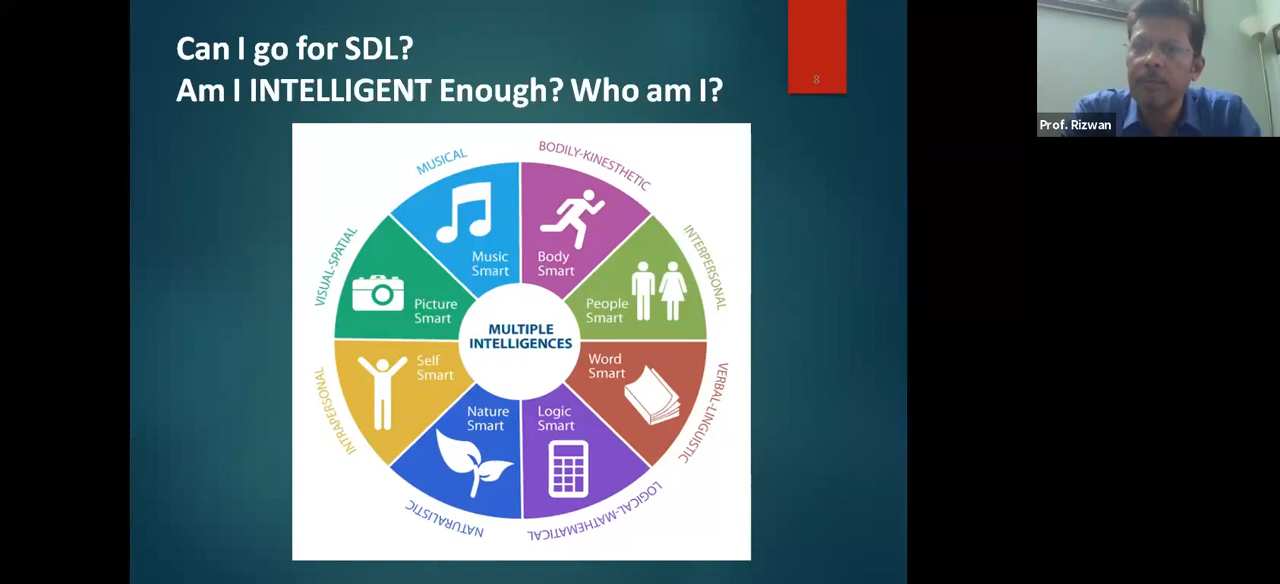 Can I go for SDL?
Am I INTELLIGENT Enough? Who am I?
8
Prof. Rizwan
MUSICAL
BODILY-KINESTHETIC
VISUAL-SPATIAL
INTERPERSONAL
Music
Smart
Body
Smart
Picture
Smart
People
Smart
MULTIPLE
INTELLIGENCES
Self
Smart
Word
Smart
Nature
Smart
Logic
Smart
INTRAPERSONAL
VERBAL-LINGUISTIC
NATURALISTIC
LOGICAL-MATHEMATICAL